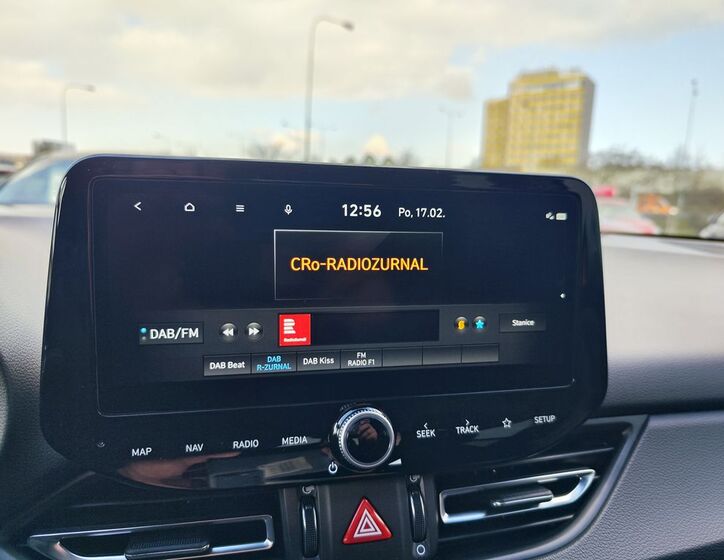 12:56 Po, 17.02.
CRo-RADIOZURNAL
DAB/FM
Radiožurnál
Stanice
DAB Beat
DAB
R-ZURNAL
DAB Kiss
FM
RADIO F1
MAP
NAV
RADIO
MEDIA
SEEK
TRACK
SETUP